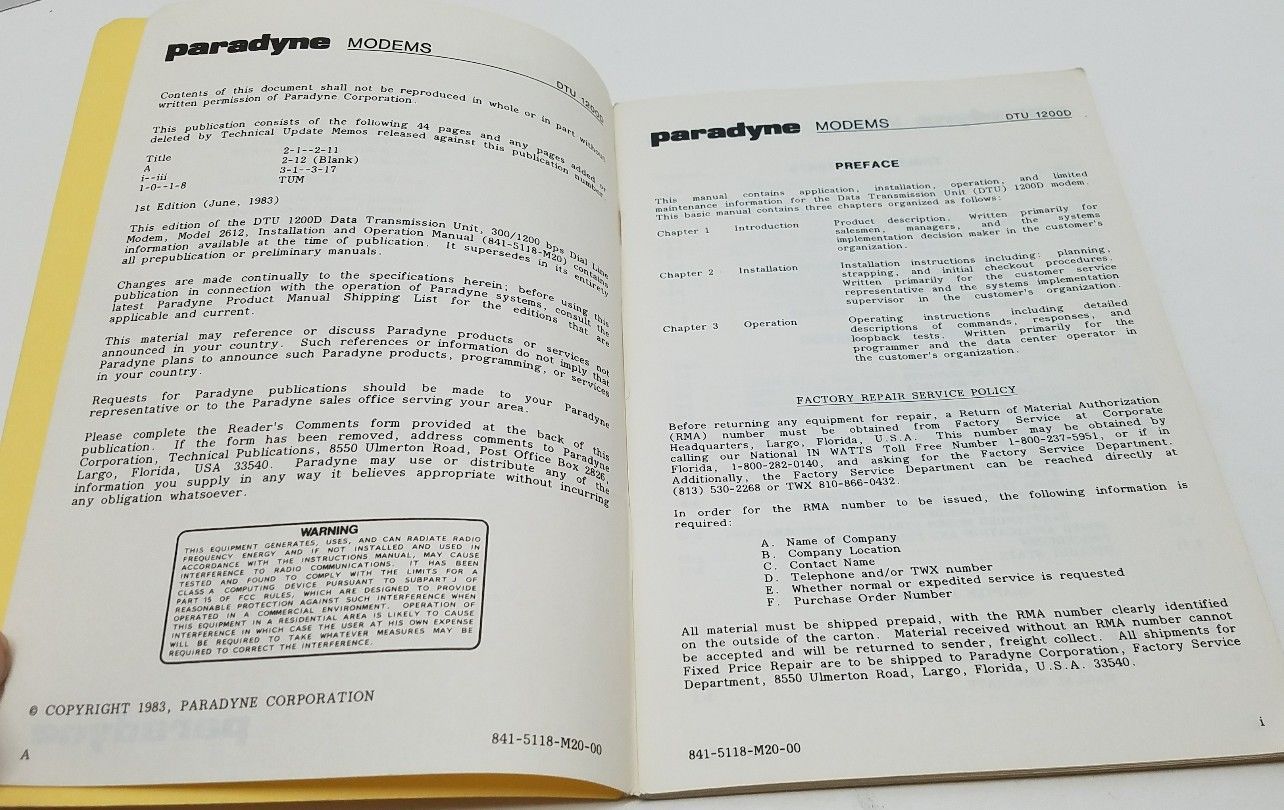 paradyne MODEMS
DTU 1200D
Contents of this document shall not be reproduced in whole or in part without
written permission of Paradyne Corporation.
This publication consists of the following 44 pages and any pages added or
deleted by Technical Update Memos released against this publication number.
Title 2-1--2-11
A 2-12 (Blank)
i--iii 3-1--3-17
1-0--1-8 TUM
1st Edition (June, 1983)
This edition of the DTU 1200D Data Transmission Unit, 300/1200 bps Dial Line
Modem, Model 2612, Installation and Operation Manual (841-5118-M20) contains
information available at the time of publication. It supersedes in its entirety
all prepublication or preliminary manuals.
Changes are made continually to the specifications herein; before using this
publication in connection with the operation of Paradyne systems, consult the
latest Paradyne Product Manual Shipping List for the editions that are
applicable and current.
This material may reference or discuss Paradyne products or services not
announced in your country. Such references or information do not imply that
Paradyne plans to announce such Paradyne products, programming, or services
in your country.
Requests for Paradyne publications should be made to your Paradyne
representative or to the Paradyne sales office serving your area.
Please complete the Reader's Comments form provided at the back of this
publication. If the form has been removed, address comments to Paradyne
Corporation, Technical Publications, 8550 Ulmerton Road, Post Office Box 2826,
Largo, Florida, USA 33540. Paradyne may use or distribute any of the
information you supply in any way it believes appropriate without incurring
any obligation whatsoever.
WARNING
THIS EQUIPMENT GENERATES, USES, AND CAN RADIATE RADIO
FREQUENCY ENERGY AND IF NOT INSTALLED AND USED IN
ACCORDANCE WITH THE INSTRUCTIONS MANUAL, MAY CAUSE
INTERFERENCE TO RADIO COMMUNICATIONS. IT HAS BEEN
TESTED AND FOUND TO COMPLY WITH THE LIMITS FOR A
CLASS A COMPUTING DEVICE PURSUANT TO SUBPART J OF
PART 15 OF FCC RULES, WHICH ARE DESIGNED TO PROVIDE
REASONABLE PROTECTION AGAINST SUCH INTERFERENCE WHEN
OPERATED IN A COMMERCIAL ENVIRONMENT. OPERATION OF
THIS EQUIPMENT IN A RESIDENTIAL AREA IS LIKELY TO CAUSE
INTERFERENCE IN WHICH CASE THE USER AT HIS OWN EXPENSE
WILL BE REQUIRED TO TAKE WHATEVER MEASURES MAY BE
REQUIRED TO CORRECT THE INTERFERENCE.
© COPYRIGHT 1983, PARADYNE CORPORATION
A
841-5118-M20-00
paradyne MODEMS
DTU 1200D
PREFACE
This manual contains application, installation, operation, and limited
maintenance information for the Data Transmission Unit (DTU) 1200D modem.
This basic manual contains three chapters organized as follows:
Chapter 1 Introduction Product description. Written primarily for
salesmen, managers, and the systems
implementation decision maker in the customer's
organization.
Chapter 2 Installation Installation instructions including: planning,
strapping, and initial checkout procedures.
Written primarily for the customer service
representative and the systems implementation
supervisor in the customer's organization.
Chapter 3 Operation Operating instructions including detailed
descriptions of commands, responses, and
loopback tests. Written primarily for the
programmer and the data center operator in
the customer's organization.
FACTORY REPAIR SERVICE POLICY
Before returning any equipment for repair, a Return of Material Authorization
(RMA) number must be obtained from Factory Service at Corporate
Headquarters, Largo, Florida, U.S.A. This number may be obtained by
calling our National IN WATTS Toll Free Number 1-800-237-5951, or if in
Florida, 1-800-282-0140, and asking for the Factory Service Department.
Additionally, the Factory Service Department can be reached directly at
(813) 530-2268 or TWX 810-866-0432.
In order for the RMA number to be issued, the following information is
required:
A. Name of Company
B. Company Location
C. Contact Name
D. Telephone and/or TWX number
E. Whether normal or expedited service is requested
F. Purchase Order Number
All material must be shipped prepaid, with the RMA number clearly identified
on the outside of the carton. Material received without an RMA number cannot
be accepted and will be returned to sender, freight collect. All shipments for
Fixed Price Repair are to be shipped to Paradyne Corporation, Factory Service
Department, 8550 Ulmerton Road, Largo, Florida, U.S.A. 33540.
841-5118-M20-00
i